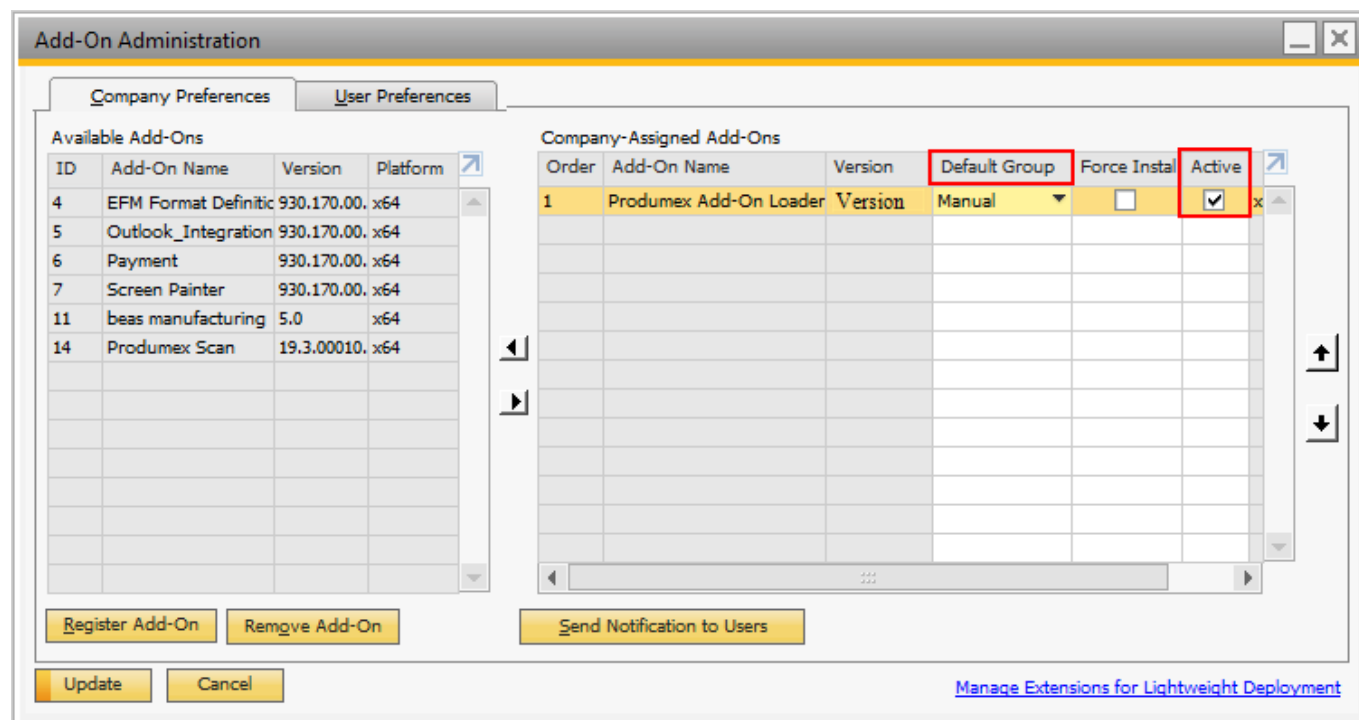 Add-On Administration
Company Preferences User Preferences
Available Add-Ons
ID Add-On Name Version Platform
4 EFM Format Definitic 930.170.00. x64
5 Outlook_Integration 930.170.00. x64
6 Payment 930.170.00. x64
7 Screen Painter 930.170.00. x64
11 beas manufacturing 5.0 x64
14 Produmex Scan 19.3.00010. x64
Company-Assigned Add-Ons
Order Add-On Name Version Default Group Force Instal Active
1 Produmex Add-On Loader Version Manual x
Register Add-On Remove Add-On Send Notification to Users
Update Cancel Manage Extensions for Lightweight Deployment